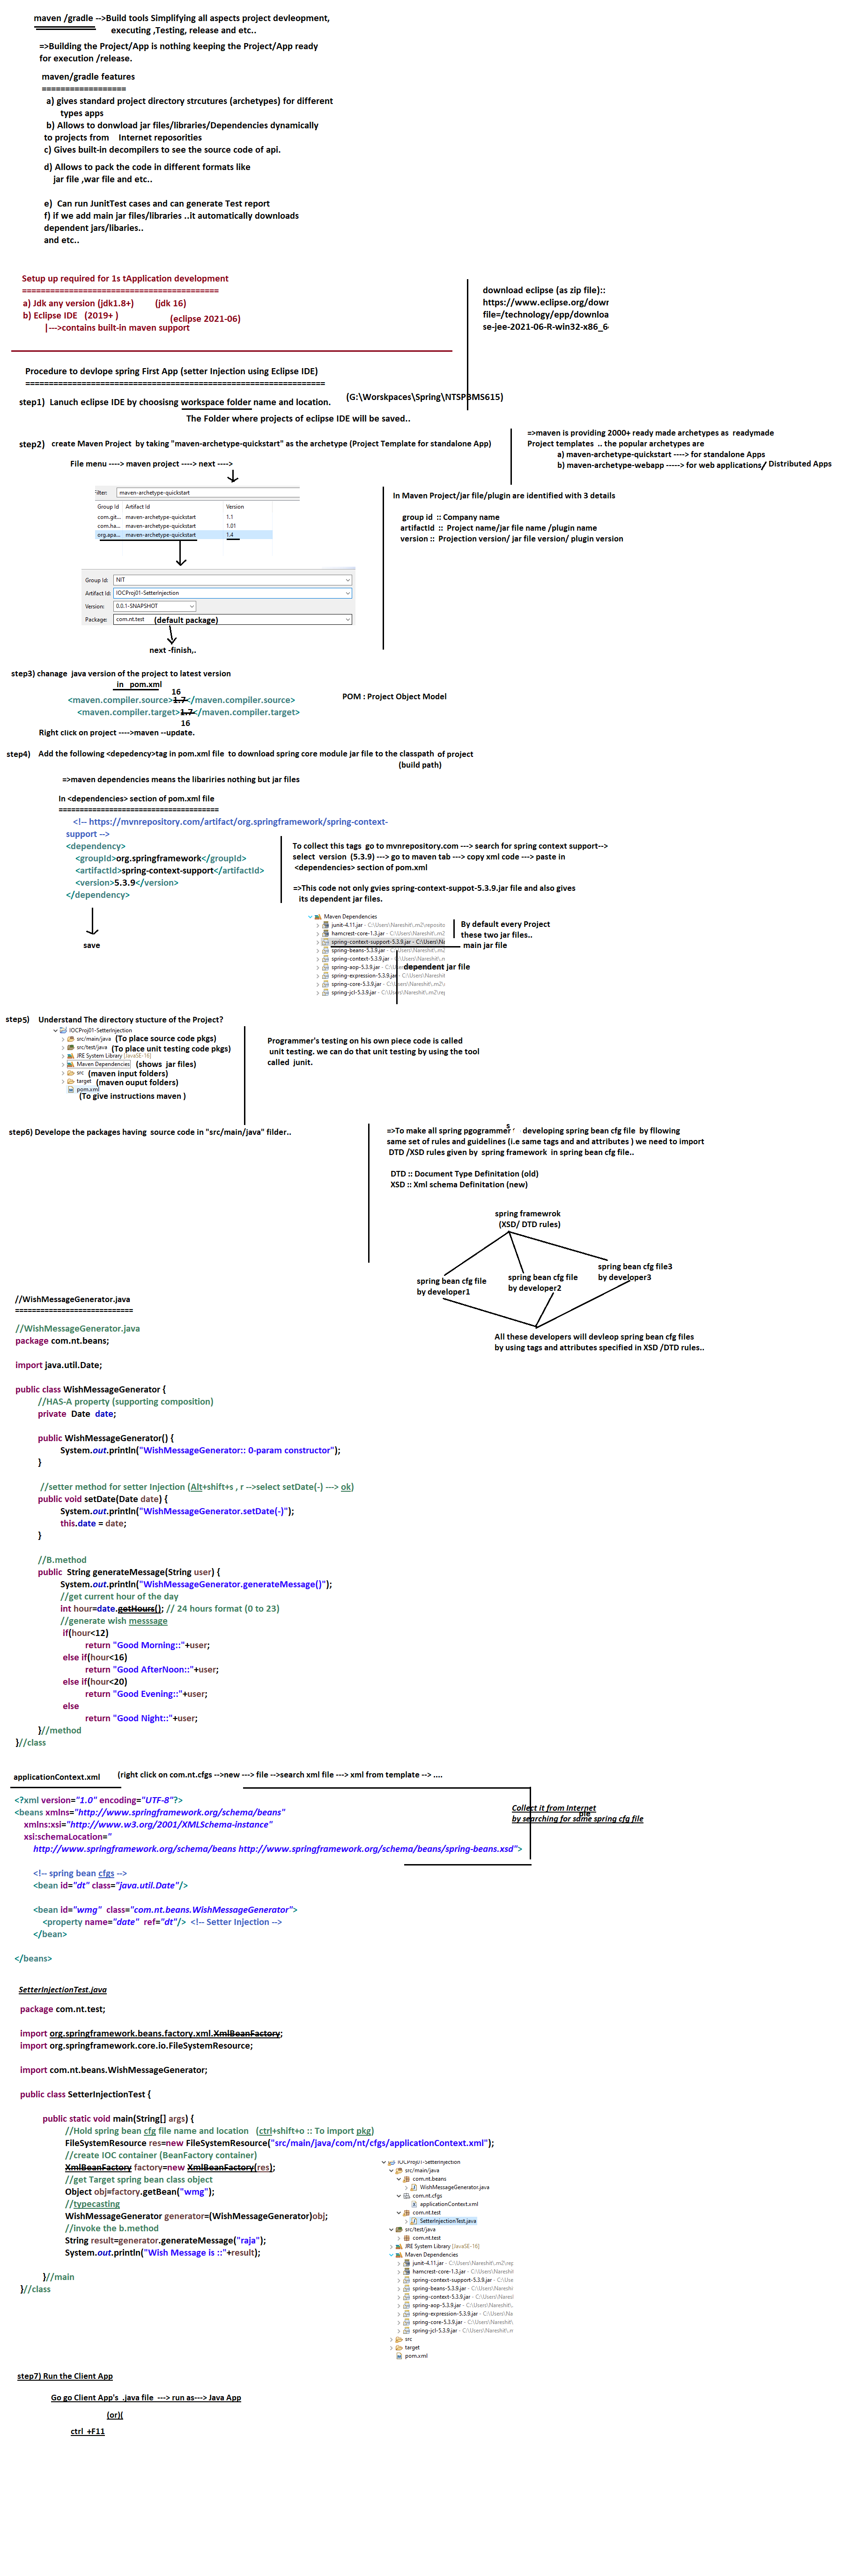 maven /gradle -->Build tools Simplifying all aspects project devleopment,
executing ,Testing, release and etc..
=>Building the Project/App is nothing keeping the Project/App ready
for execution /release.
maven/gradle features
==================
a) gives standard project directory strcutures (archetypes) for different
types apps
b) Allows to donwload jar files/libraries/Dependencies dynamically
to projects from Internet reposorities
c) Gives built-in decompilers to see the source code of api.
d) Allows to pack the code in different formats like
jar file ,war file and etc..
e) Can run JunitTest cases and can generate Test report
f) if we add main jar files/libraries ..it automatically downloads
dependent jars/libaries..
and etc..
Setup up required for 1s tApplication development
==========================================
a) Jdk any version (jdk1.8+) (jdk 16)
b) Eclipse IDE (2019+ ) (eclipse 2021-06)
|--->contains built-in maven support
download eclipse (as zip file)::
https://www.eclipse.org/dowr
file=/technology/epp/downloa
se-jee-2021-06-R-win32-x86_6
Procedure to devlope spring First App (setter Injection using Eclipse IDE)
================================================================
step1) Lanuch eclipse IDE by choosisng workspace folder name and location. (G:\Worskpaces\Spring\NTSPBMS615)
The Folder where projects of eclipse IDE will be saved..
step2) create Maven Project by taking "maven-archetype-quickstart" as the archetype (Project Template for standalone App)
File menu ----> maven project ----> next ---->
=>maven is providing 2000+ ready made archetypes as readymade
Project templates .. the popular archetypes are
a) maven-archetype-quickstart ----> for standalone Apps
b) maven-archetype-webapp -----> for web applications/ Distributed Apps
Filter: maven-archetype-quickstart
Group Id Artifact Id Version
com.git... maven-archetype-quickstart 1.1
com.ha... maven-archetype-quickstart 1.01
org.apa... maven-archetype-quickstart 1.4
In Maven Project/jar file/plugin are identified with 3 details
group id :: Company name
artifactId :: Project name/jar file name /plugin name
version :: Projection version/ jar file version/ plugin version
Group Id: NIT
Artifact Id: IOCProj01-SetterInjection
Version: 0.0.1-SNAPSHOT
Package: com.nt.test (default package)
next -finish,.
step3) chanage java version of the project to latest version
in pom.xml
16
<maven.compiler.source>1.7</maven.compiler.source>
<maven.compiler.target>1.7</maven.compiler.target>
16
POM : Project Object Model
Right click on project ---->maven --update.
step4) Add the following <depedency>tag in pom.xml file to download spring core module jar file to the classpath of project
(build path)
=>maven dependencies means the libariries nothing but jar files
In <dependencies> section of pom.xml file
======================================
<!-- https://mvnrepository.com/artifact/org.springframework/spring-context-
support -->
<dependency>
<groupId>org.springframework</groupId>
<artifactId>spring-context-support</artifactId>
<version>5.3.9</version>
</dependency>
save
To collect this tags go to mvnrepository.com ---> search for spring context support-->
select version (5.3.9) ---> go to maven tab ---> copy xml code ---> paste in
<dependencies> section of pom.xml
=>This code not only gvies spring-context-suppot-5.3.9.jar file and also gives
its dependent jar files.
Maven Dependencies
junit-4.11.jar - C:\Users\Nareshit\.m2\reposito
hamcrest-core-1.3.jar - C:\Users\Nareshit\.m2
spring-context-support-5.3.9.jar - C:\Users\Na
spring-beans-5.3.9.jar - C:\Users\Nareshit\
spring-context-5.3.9.jar - C:\Users\Nareshit\
spring-aop-5.3.9.jar
spring-expression-5.3.9.jar - C:\Users\Nareshit
spring-core-5.3.9.jar - C:\Users\Nareshit\.m2\r
spring-jcl-5.3.9.jar - C:\Users\Nareshit\.m2\rep
By default every Project
these two jar files..
main jar file
dependent jar file
step5) Understand The directory stucture of the Project?
IOCProj01-SetterInjection
src/main/java (To place source code pkgs)
src/test/java (To place unit testing code pkgs)
JRE System Library [JavaSE-16]
Maven Dependencies (shows jar files)
src (maven input folders)
target (maven ouput folders)
pom.xml
(To give instructions maven )
Programmer's testing on his own piece code is called
unit testing. we can do that unit testing by using the tool
called junit.
step6) Develope the packages having source code in "src/main/java" filder..
=>To make all spring pgogrammers ' developing spring bean cfg file by fllowing
same set of rules and guidelines (i.e same tags and and attributes ) we need to import
DTD /XSD rules given by spring framework in spring bean cfg file..
DTD :: Document Type Definitation (old)
XSD :: Xml schema Definitation (new)
spring framewrok
(XSD/ DTD rules)
spring bean cfg file
by developer1
spring bean cfg file
by developer2
spring bean cfg file3
by developer3
All these developers will devleop spring bean cfg files
by using tags and attributes specified in XSD /DTD rules..
//WishMessageGenerator.java
============================
//WishMessageGenerator.java
package com.nt.beans;
import java.util.Date;
public class WishMessageGenerator {
//HAS-A property (supporting composition)
private Date date;
public WishMessageGenerator() {
System.out.println("WishMessageGenerator:: 0-param constructor");
}
//setter method for setter Injection (Alt+shift+s , r -->select setDate(-) ---> ok)
public void setDate(Date date) {
System.out.println("WishMessageGenerator.setDate(-)");
this.date = date;
}
//B.method
public String generateMessage(String user) {
System.out.println("WishMessageGenerator.generateMessage()");
//get current hour of the day
int hour=date.getHours(); // 24 hours format (0 to 23)
//generate wish messsage
if(hour<12)
return "Good Morning::"+user;
else if(hour<16)
return "Good AfterNoon::"+user;
else if(hour<20)
return "Good Evening::"+user;
else
return "Good Night::"+user;
}//method
}//class
applicationContext.xml (right click on com.nt.cfgs -->new ---> file -->search xml file ---> xml from template --> ....
<?xml version="1.0" encoding="UTF-8"?>
<beans xmlns="http://www.springframework.org/schema/beans"
xmlns:xsi="http://www.w3.org/2001/XMLSchema-instance"
xsi:schemaLocation="
http://www.springframework.org/schema/beans http://www.springframework.org/schema/beans/spring-beans.xsd">
Collect it from Internet
ple
by searching for same spring cfg file
<!-- spring bean cfgs -->
<bean id="dt" class="java.util.Date"/>
<bean id="wmg" class="com.nt.beans.WishMessageGenerator">
<property name="date" ref="dt"/> <!-- Setter Injection -->
</bean>
</beans>
SetterInjectionTest.java
package com.nt.test;
import org.springframework.beans.factory.xml.XmlBeanFactory;
import org.springframework.core.io.FileSystemResource;
import com.nt.beans.WishMessageGenerator;
public class SetterInjectionTest {
public static void main(String[] args) {
//Hold spring bean cfg file name and location (ctrl+shift+o :: To import pkg)
FileSystemResource res=new FileSystemResource("src/main/java/com/nt/cfgs/applicationContext.xml");
//create IOC container (BeanFactory container)
XmlBeanFactory factory=new XmlBeanFactory(res);
//get Target spring bean class object
Object obj=factory.getBean("wmg");
//typecasting
WishMessageGenerator generator=(WishMessageGenerator)obj;
//invoke the b.method
String result=generator.generateMessage("raja");
System.out.println("Wish Message is ::"+result);
}//main
}//class
IOCProj01-SetterInjection
src/main/java
com.nt.beans
WishMessageGenerator.java
com.nt.cfgs
applicationContext.xml
com.nt.test
SetterInjectionTest.java
src/test/java
com.nt.test
JRE System Library [JavaSE-16]
Maven Dependencies
junit-4.11.jar - C:\Users\Nareshit\.m2\rep
hamcrest-core-1.3.jar - C:\Users\Nareshit
spring-context-support-5.3.9.jar - C:\Use
spring-beans-5.3.9.jar - C:\Users\Nareshi
spring-context-5.3.9.jar - C:\Users\Nares
spring-aop-5.3.9.jar - C:\Users\Nareshit\.
spring-expression-5.3.9.jar - C:\Users\Na
spring-core-5.3.9.jar - C:\Users\Nareshit\
spring-jcl-5.3.9.jar - C:\Users\Nareshit\.m
src
target
pom.xml
step7) Run the Client App
Go go Client App's .java file ---> run as---> Java App
(or)(
ctrl +F11